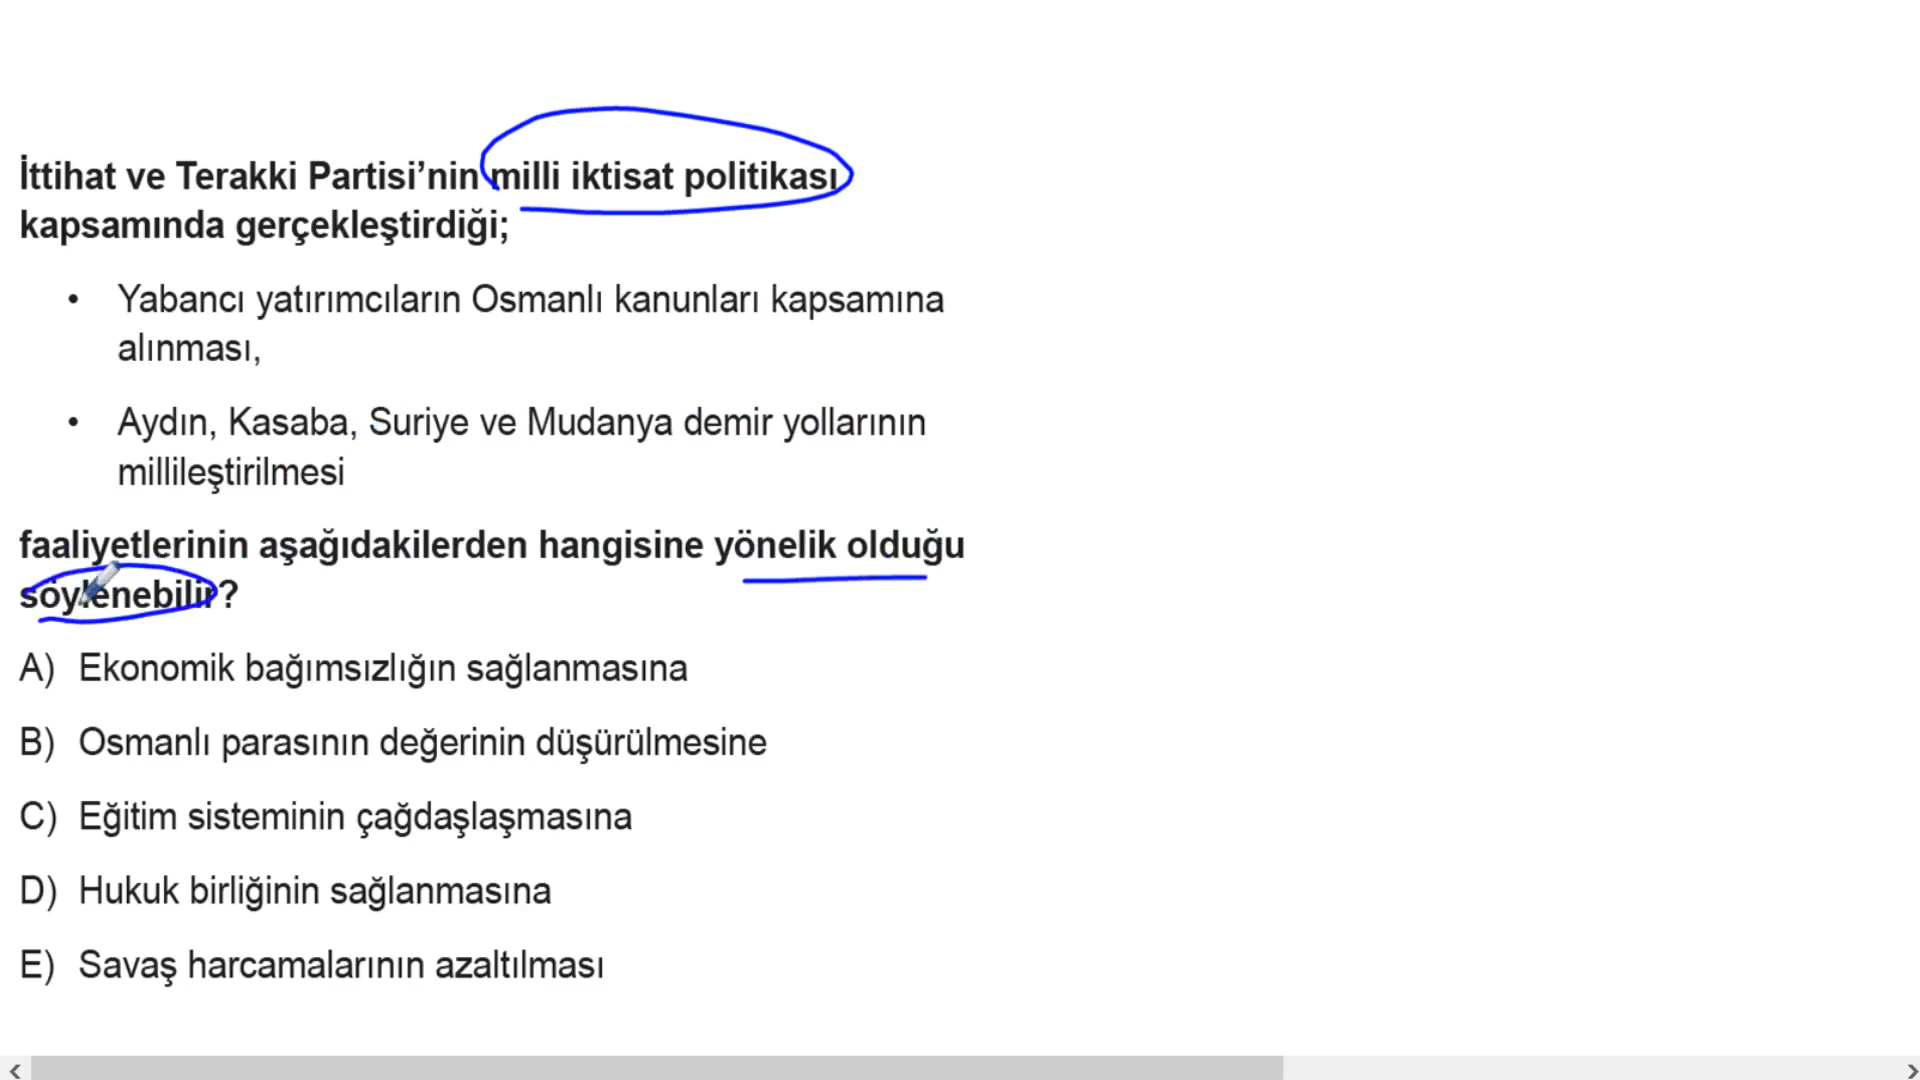 İttihat ve Terakki Partisi’nin milli iktisat politikası
kapsamında gerçekleştirdiği;
• Yabancı yatırımcıların Osmanlı kanunları kapsamına
alınması,
• Aydın, Kasaba, Suriye ve Mudanya demir yollarının
millileştirilmesi
faaliyetlerinin aşağıdakilerden hangisine yönelik olduğu
söylenebilir?
A) Ekonomik bağımsızlığın sağlanmasına
B) Osmanlı parasının değerinin düşürülmesine
C) Eğitim sisteminin çağdaşlaşmasına
D) Hukuk birliğinin sağlanmasına
E) Savaş harcamalarının azaltılması